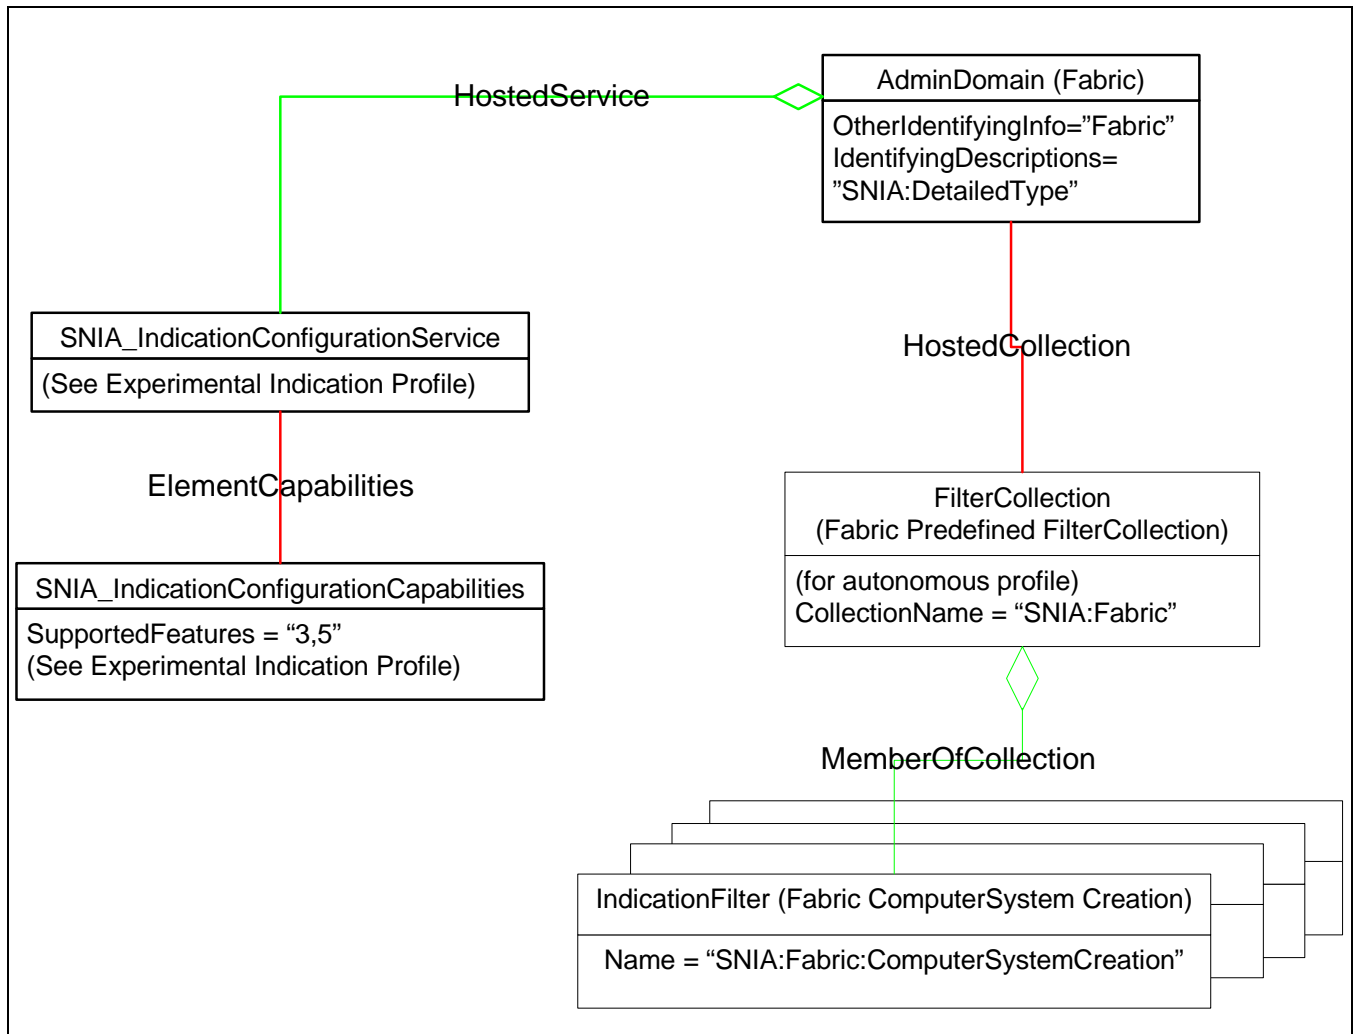 HostedService
AdminDomain (Fabric)
OtherIdentifyingInfo=”Fabric”
IdentifyingDescriptions=
”SNIA:DetailedType”
SNIA_IndicationConfigurationService
(See Experimental Indication Profile)
HostedCollection
ElementCapabilities
FilterCollection
(Fabric Predefined FilterCollection)
(for autonomous profile)
CollectionName = “SNIA:Fabric”
SNIA_IndicationConfigurationCapabilities
SupportedFeatures = “3,5”
(See Experimental Indication Profile)
MemberOfCollection
IndicationFilter (Fabric ComputerSystem Creation)
Name = “SNIA:Fabric:ComputerSystemCreation”